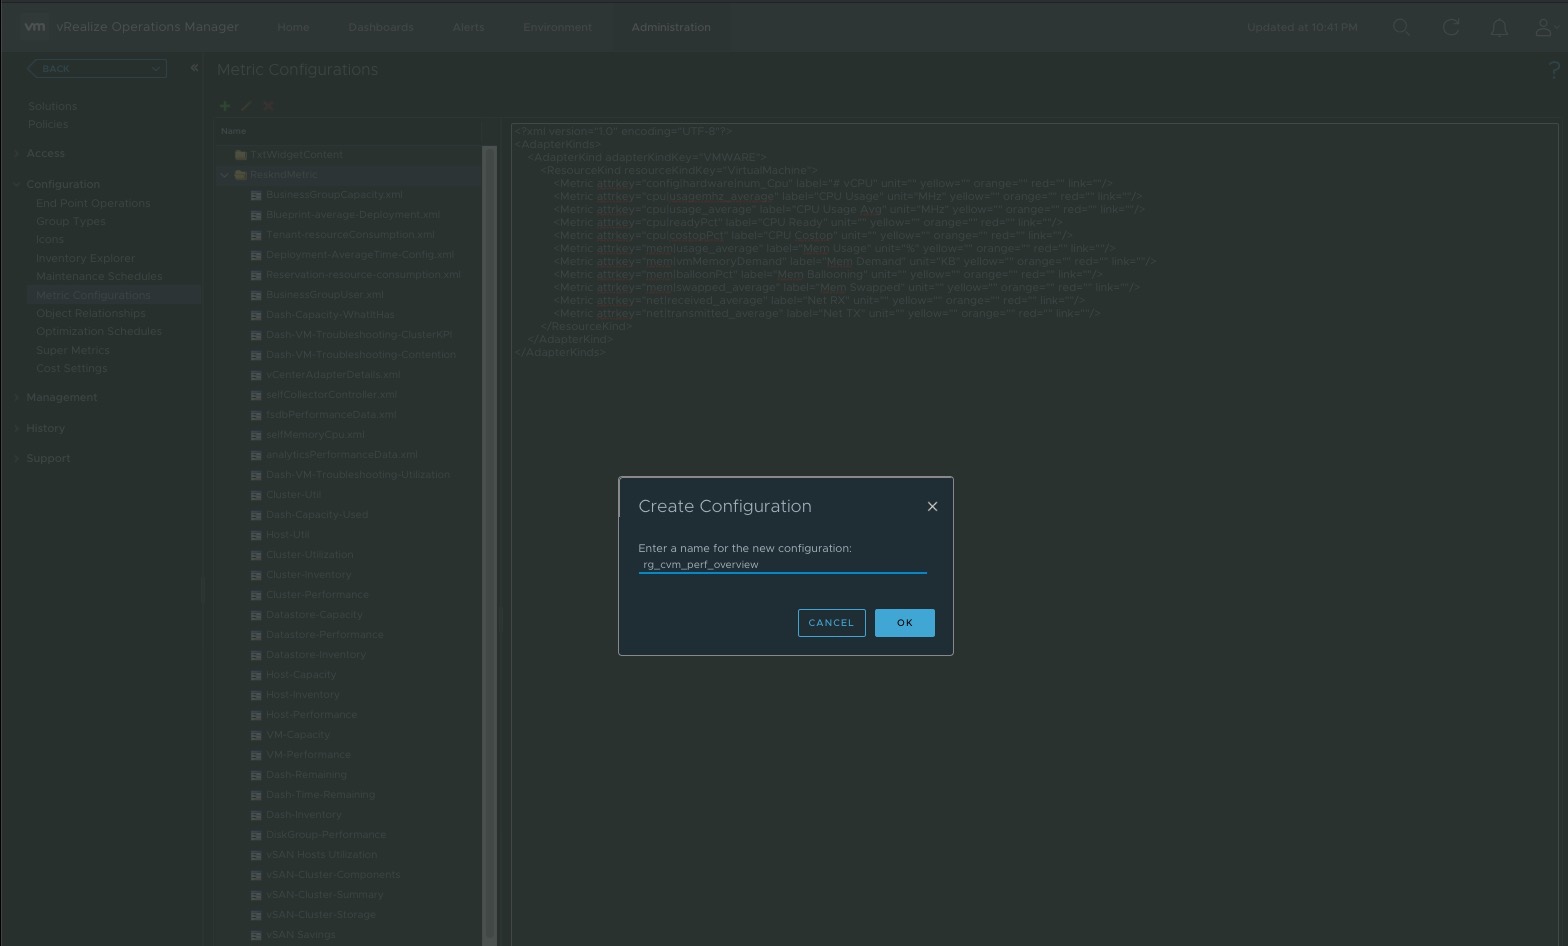 vm vRealize Operations Manager Home Dashboards Alerts Environment Administration Updated at 10:41 PM
BACK
Solutions
Policies
Access
Configuration
End Point Operations
Group Types
Icons
Inventory Explorer
Maintenance Schedules
Metric Configurations
Object Relationships
Optimization Schedules
Super Metrics
Cost Settings
Management
History
Support
Metric Configurations
?
Name
TxtWidgetContent
ReskndMetric
BusinessGroupCapacity.xml
Blueprint-average-Deployment.xml
Tenant-resourceConsumption.xml
Deployment-AverageTime-Config.xml
Reservation-resource-consumption.xml
BusinessGroupUser.xml
Dash-Capacity-WhatItHas
Dash-VM-Troubleshooting-ClusterKPI
Dash-VM-Troubleshooting-Contention
vCenterAdapterDetails.xml
selfCollectorController.xml
fsdbPerformanceData.xml
selfMemoryCpu.xml
analyticsPerformanceData.xml
Dash-VM-Troubleshooting-Utilization
Cluster-Util
Dash-Capacity-Used
Host-Util
Cluster-Utilization
Cluster-Inventory
Cluster-Performance
Datastore-Capacity
Datastore-Performance
Datastore-Inventory
Host-Capacity
Host-Inventory
Host-Performance
VM-Capacity
VM-Performance
Dash-Remaining
Dash-Time-Remaining
Dash-Inventory
DiskGroup-Performance
vSAN Hosts Utilization
vSAN-Cluster-Components
vSAN-Cluster-Summary
vSAN-Cluster-Storage
vSAN Savings
<?xml version="1.0" encoding="UTF-8"?>
<AdapterKinds>
<AdapterKind adapterKindKey="VMWARE">
<ResourceKind resourceKindKey="VirtualMachine">
<Metric attrkey="config|hardware|num_Cpu" label="# vCPU" unit="" yellow="" orange="" red="" link=""/>
<Metric attrkey="cpu|usagemhz_average" label="CPU Usage" unit="MHz" yellow="" orange="" red="" link=""/>
<Metric attrkey="cpu|usage_average" label="CPU Usage Avg" unit="MHz" yellow="" orange="" red="" link=""/>
<Metric attrkey="cpu|readyPct" label="CPU Ready" unit="" yellow="" orange="" red="" link=""/>
<Metric attrkey="cpu|costopPct" label="CPU Costop" unit="" yellow="" orange="" red="" link=""/>
<Metric attrkey="mem|usage_average" label="Mem Usage" unit="%" yellow="" orange="" red="" link=""/>
<Metric attrkey="mem|vmMemoryDemand" label="Mem Demand" unit="KB" yellow="" orange="" red="" link=""/>
<Metric attrkey="mem|balloonPct" label="Mem Ballooning" unit="" yellow="" orange="" red="" link=""/>
<Metric attrkey="mem|swapped_average" label="Mem Swapped" unit="" yellow="" orange="" red="" link=""/>
<Metric attrkey="net|received_average" label="Net RX" unit="" yellow="" orange="" red="" link=""/>
<Metric attrkey="net|transmitted_average" label="Net TX" unit="" yellow="" orange="" red="" link=""/>
</ResourceKind>
</AdapterKind>
</AdapterKinds>
Create Configuration
Enter a name for the new configuration:
rg_cvm_perf_overview
CANCEL OK